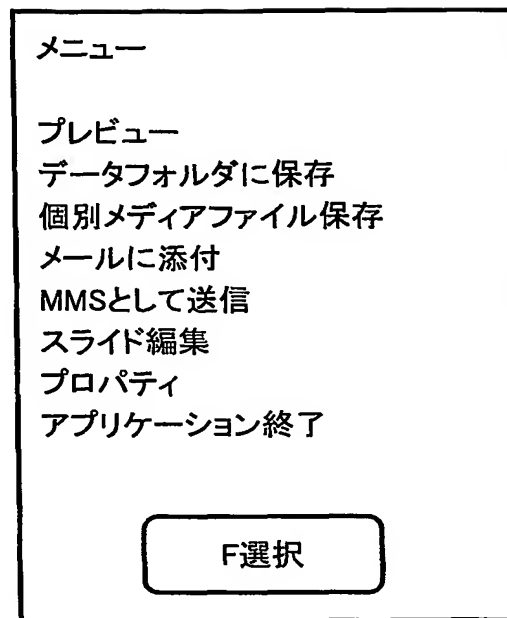 メニュー
プレビュー
データフォルダに保存
個別メディアファイル保存
メールに添付
MMSとして送信
スライド編集
プロパティ
アプリケーション終了
F選択